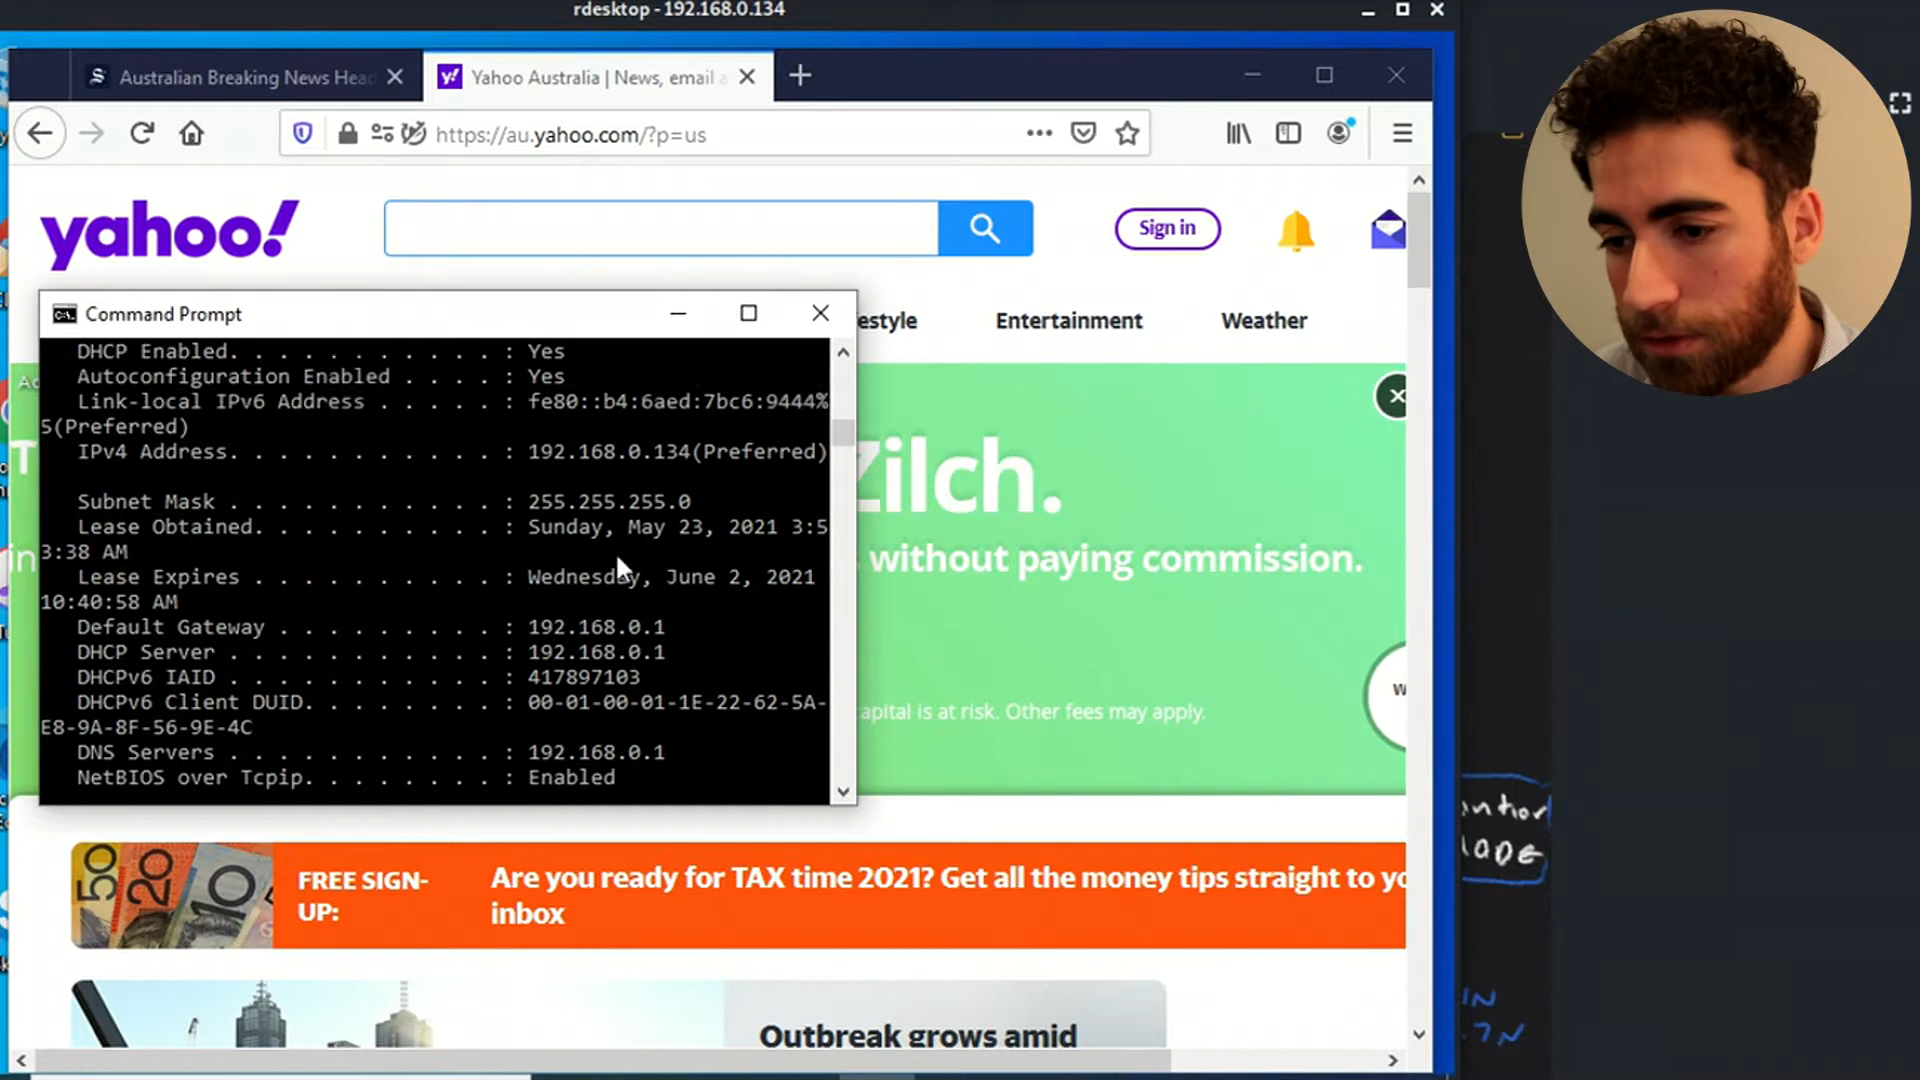 rdesktop - 192.168.0.134
Australian Breaking News Head
Yahoo Australia | News, email a
https://au.yahoo.com/?p=us
yahoo!
Sign in
estyle Entertainment Weather
Command Prompt
DHCP Enabled. . . . . . . . . . . : Yes
Autoconfiguration Enabled . . . . : Yes
Link-local IPv6 Address . . . . . : fe80::b4:6aed:7bc6:9444%
5(Preferred)
IPv4 Address. . . . . . . . . . . : 192.168.0.134(Preferred)
Subnet Mask . . . . . . . . . . . : 255.255.255.0
Lease Obtained. . . . . . . . . . : Sunday, May 23, 2021 3:5
3:38 AM
Lease Expires . . . . . . . . . . : Wednesday, June 2, 2021
10:40:58 AM
Default Gateway . . . . . . . . . : 192.168.0.1
DHCP Server . . . . . . . . . . . : 192.168.0.1
DHCPv6 IAID . . . . . . . . . . . : 417897103
DHCPv6 Client DUID. . . . . . . . : 00-01-00-01-1E-22-62-5A-
E8-9A-8F-56-9E-4C
DNS Servers . . . . . . . . . . . : 192.168.0.1
NetBIOS over Tcpip. . . . . . . . : Enabled
Zilch.
without paying commission.
capital is at risk. Other fees may apply.
FREE SIGN-
UP:
Are you ready for TAX time 2021? Get all the money tips straight to yo
inbox
50 20 10
Outbreak grows amid